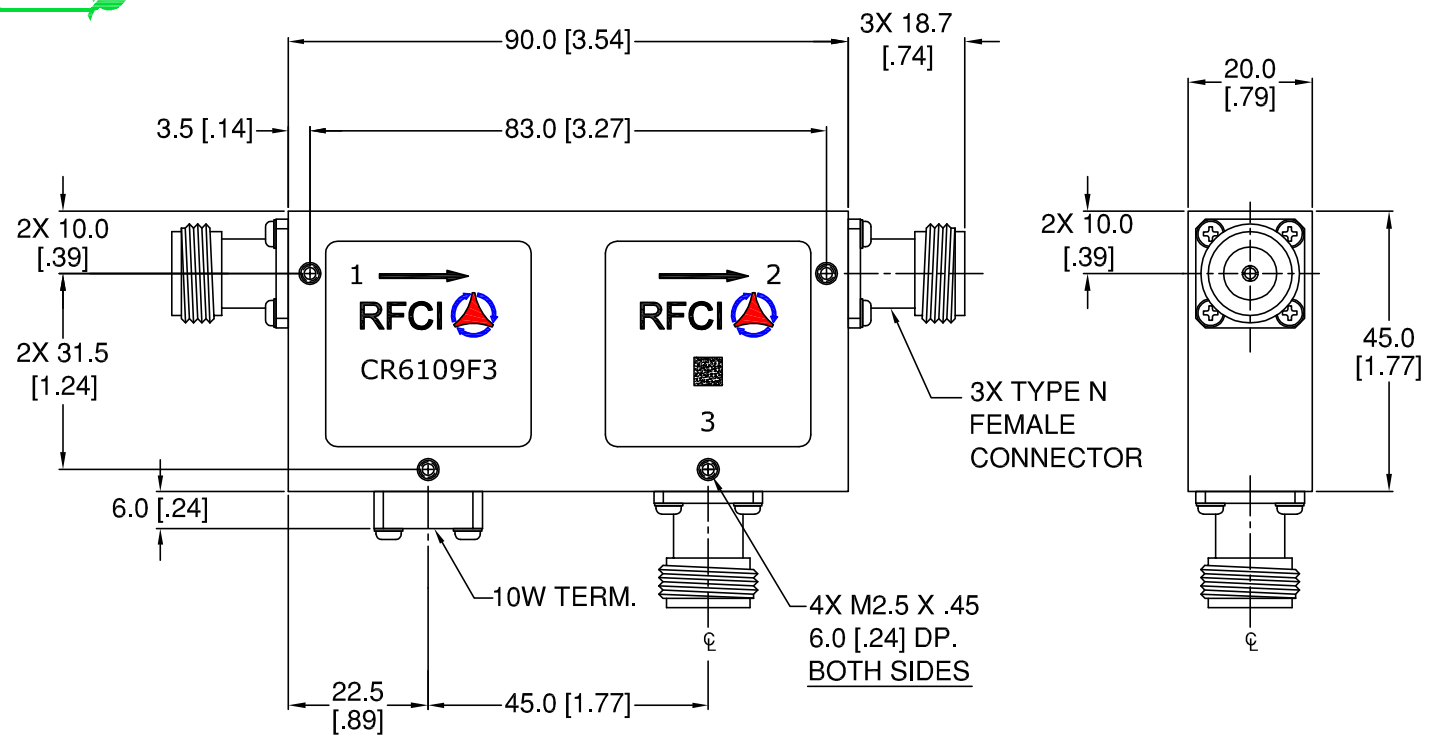 90.0 [3.54]
3X 18.7
[.74]
20.0
[.79]
3.5 [.14]
83.0 [3.27]
2X 10.0
[.39]
2X 10.0
[.39]
1
2
RFCI
RFCI
CR6109F3
2X 31.5
[1.24]
45.0
[1.77]
3
3X TYPE N
FEMALE
CONNECTOR
6.0 [.24]
10W TERM.
4X M2.5 X .45
6.0 [.24] DP.
BOTH SIDES
℄
℄
22.5
[.89]
45.0 [1.77]